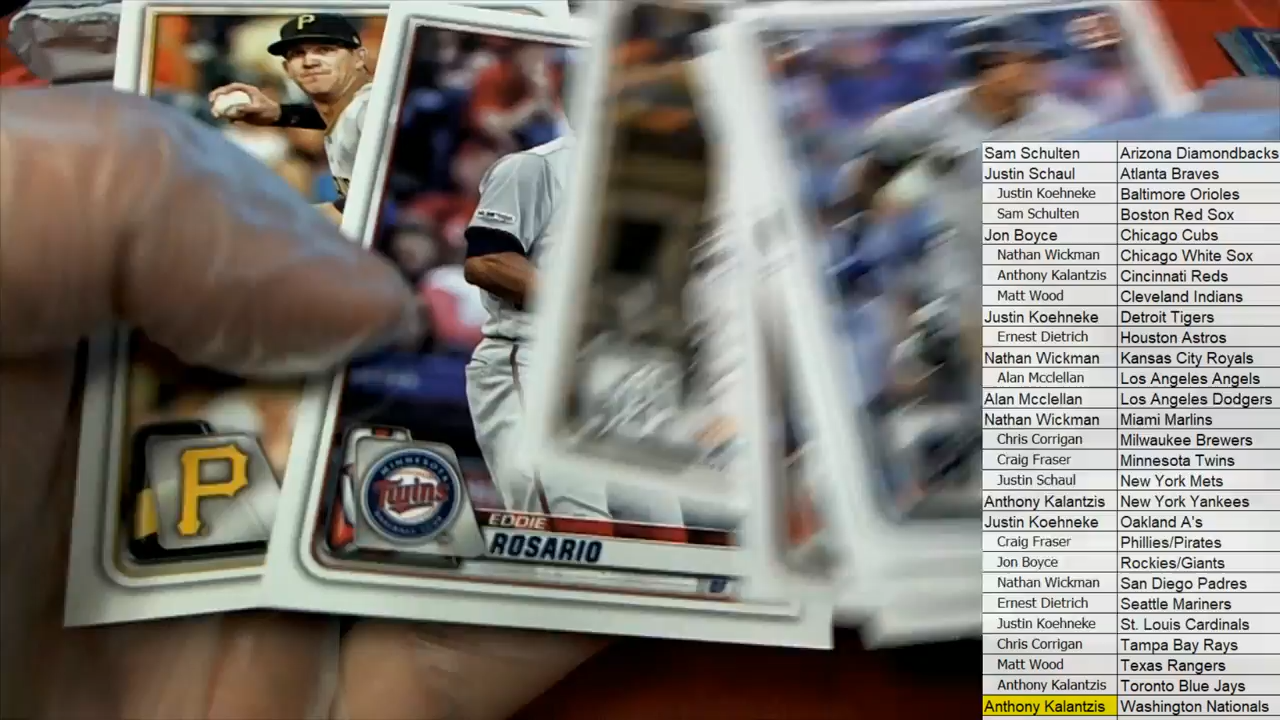 P
P
MINNESOTA
Twins
BASEBALL CLUB
EDDIE
ROSARIO
Sam Schulten Arizona Diamondbacks
Justin Schaul Atlanta Braves
Justin Koehneke Baltimore Orioles
Sam Schulten Boston Red Sox
Jon Boyce Chicago Cubs
Nathan Wickman Chicago White Sox
Anthony Kalantzis Cincinnati Reds
Matt Wood Cleveland Indians
Justin Koehneke Detroit Tigers
Ernest Dietrich Houston Astros
Nathan Wickman Kansas City Royals
Alan Mcclellan Los Angeles Angels
Alan Mcclellan Los Angeles Dodgers
Nathan Wickman Miami Marlins
Chris Corrigan Milwaukee Brewers
Craig Fraser Minnesota Twins
Justin Schaul New York Mets
Anthony Kalantzis New York Yankees
Justin Koehneke Oakland A's
Craig Fraser Phillies/Pirates
Jon Boyce Rockies/Giants
Nathan Wickman San Diego Padres
Ernest Dietrich Seattle Mariners
Justin Koehneke St. Louis Cardinals
Chris Corrigan Tampa Bay Rays
Matt Wood Texas Rangers
Anthony Kalantzis Toronto Blue Jays
Anthony Kalantzis Washington Nationals